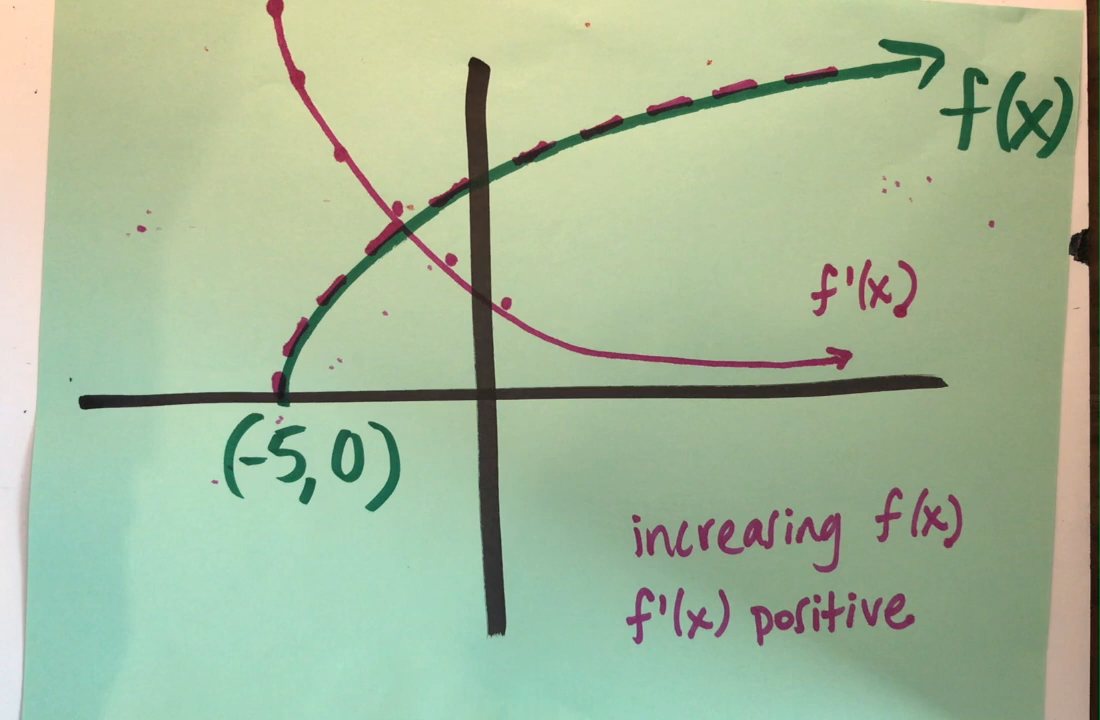 f(x)
f'(x)
(-5,0)
increasing f(x)
f'(x) positive